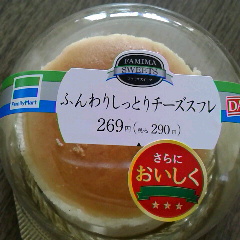 FAMIMA
SWEETS
FamilyMart
ふんわりしっとりチーズスフレ
269円(税込290円)
DA
さらに
おいしく